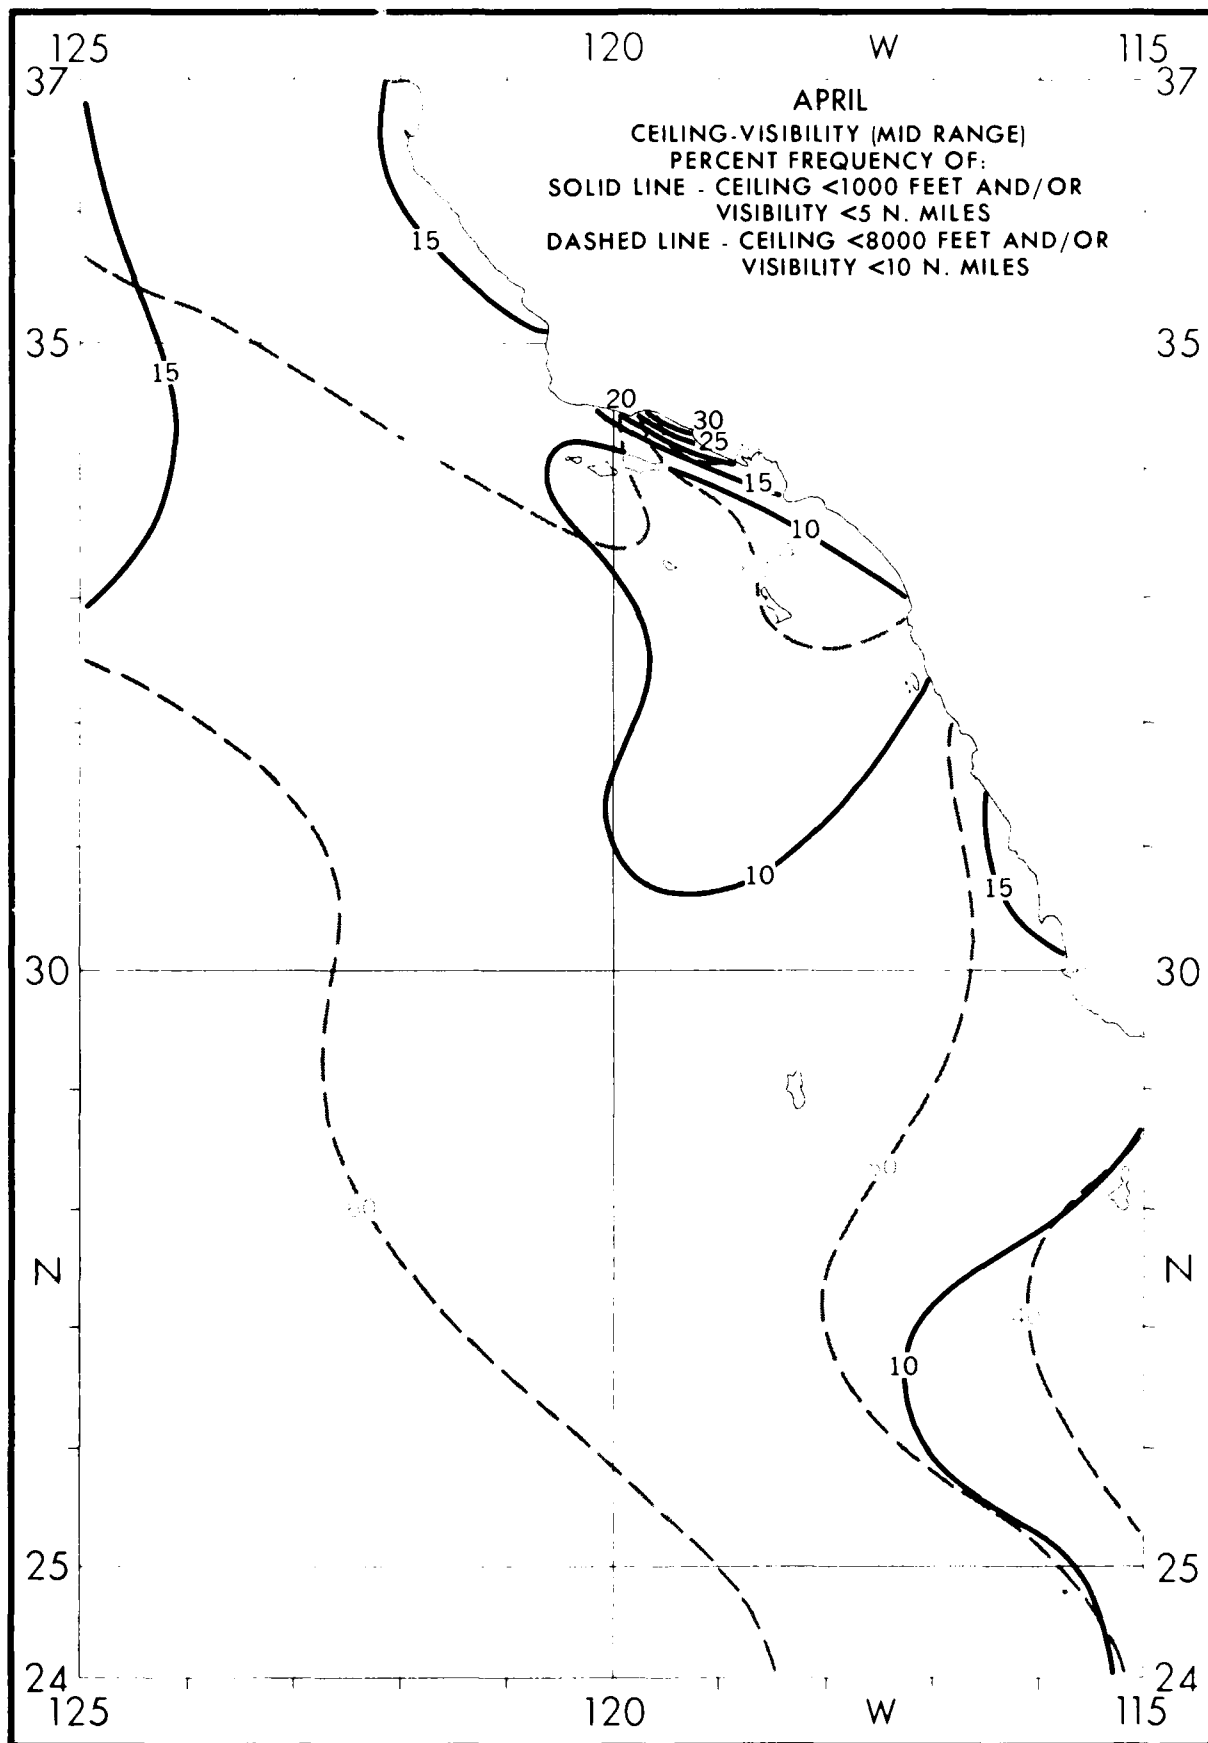 125 120 W 115
37 37
APRIL
CEILING-VISIBILITY (MID RANGE)
PERCENT FREQUENCY OF:
SOLID LINE - CEILING <1000 FEET AND/OR
VISIBILITY <5 N. MILES
DASHED LINE - CEILING <8000 FEET AND/OR
VISIBILITY <10 N. MILES
15
35 35
15
20
30
25
15
10
10
15
30 30
N N
10
25 25
24 24
125 120 W 115